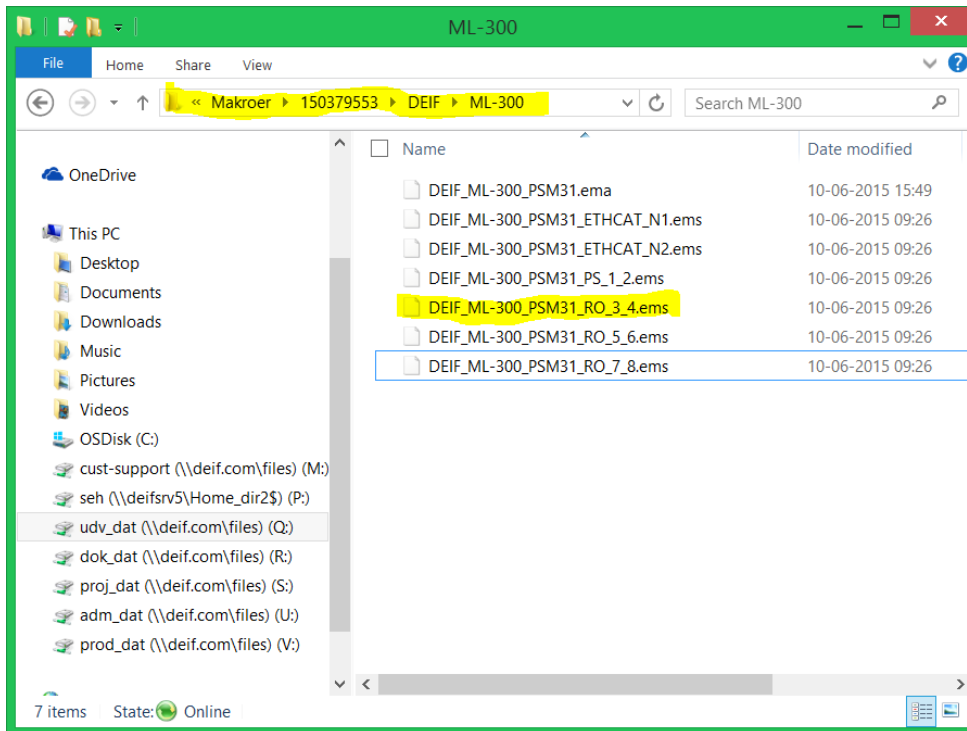 ML-300
File Home Share View
« Makroer 150379553 DEIF ML-300 Search ML-300
Name Date modified
OneDrive
This PC
Desktop
Documents
Downloads
Music
Pictures
Videos
OSDisk (C:)
cust-support (\\deif.com\files) (M:)
seh (\\deifsrv5\Home_dir2$) (P:)
udv_dat (\\deif.com\files) (Q:)
dok_dat (\\deif.com\files) (R:)
proj_dat (\\deif.com\files) (S:)
adm_dat (\\deif.com\files) (U:)
prod_dat (\\deif.com\files) (V:)
DEIF_ML-300_PSM31.ema 10-06-2015 15:49
DEIF_ML-300_PSM31_ETHCAT_N1.ems 10-06-2015 09:26
DEIF_ML-300_PSM31_ETHCAT_N2.ems 10-06-2015 09:26
DEIF_ML-300_PSM31_PS_1_2.ems 10-06-2015 09:26
DEIF_ML-300_PSM31_RO_3_4.ems 10-06-2015 09:26
DEIF_ML-300_PSM31_RO_5_6.ems 10-06-2015 09:26
DEIF_ML-300_PSM31_RO_7_8.ems 10-06-2015 09:26
7 items State: Online